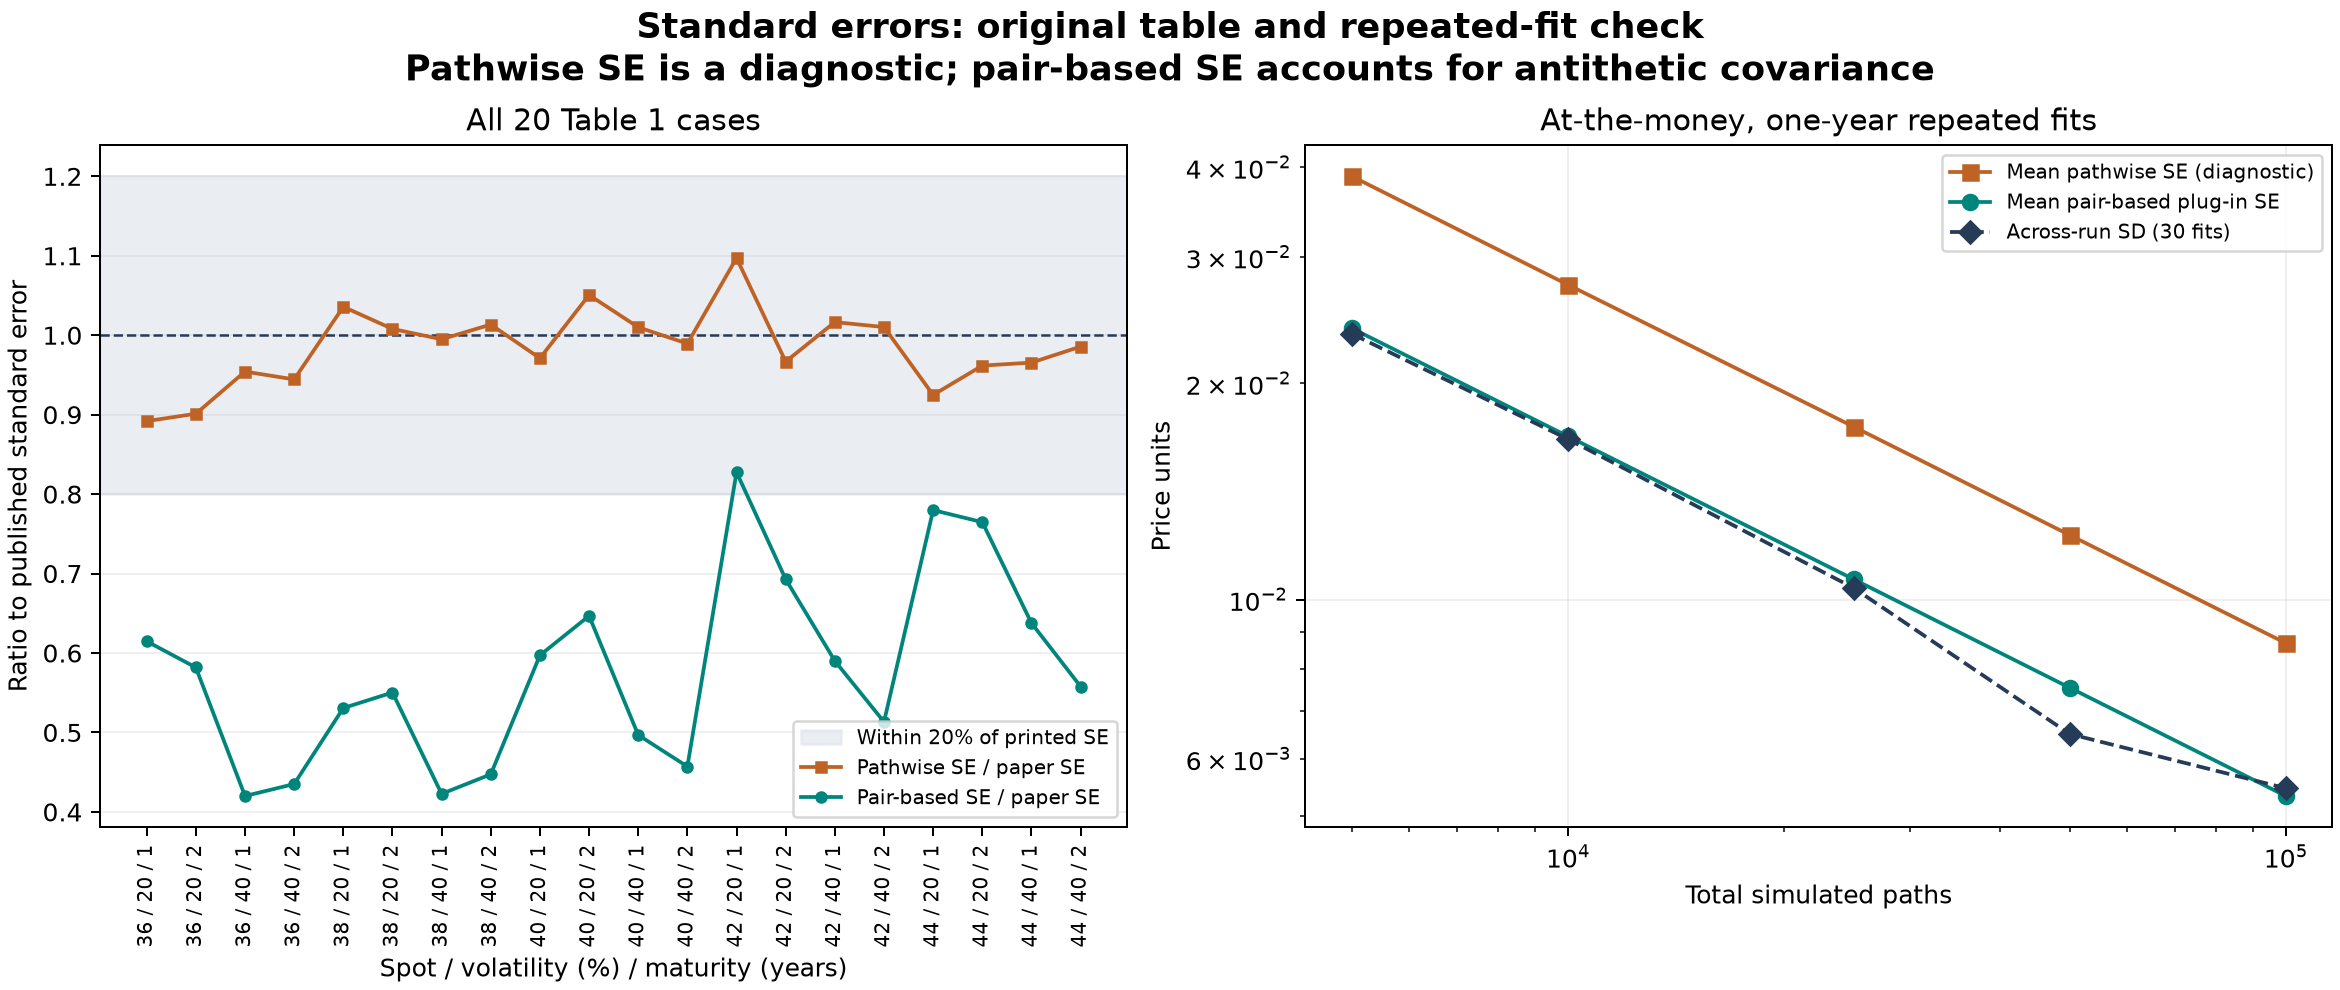 Standard errors: original table and repeated-fit check
Pathwise SE is a diagnostic; pair-based SE accounts for antithetic covariance
All 20 Table 1 cases
Ratio to published standard error
1.2
1.1
1.0
0.9
0.8
0.7
0.6
0.5
0.4
Within 20% of printed SE
Pathwise SE / paper SE
Pair-based SE / paper SE
36 / 20 / 1
36 / 20 / 2
36 / 40 / 1
36 / 40 / 2
38 / 20 / 1
38 / 20 / 2
38 / 40 / 1
38 / 40 / 2
40 / 20 / 1
40 / 20 / 2
40 / 40 / 1
40 / 40 / 2
42 / 20 / 1
42 / 20 / 2
42 / 40 / 1
42 / 40 / 2
44 / 20 / 1
44 / 20 / 2
44 / 40 / 1
44 / 40 / 2
Spot / volatility (%) / maturity (years)
At-the-money, one-year repeated fits
Price units
4 × 10⁻²
3 × 10⁻²
2 × 10⁻²
10⁻²
6 × 10⁻³
Mean pathwise SE (diagnostic)
Mean pair-based plug-in SE
Across-run SD (30 fits)
10⁴
10⁵
Total simulated paths